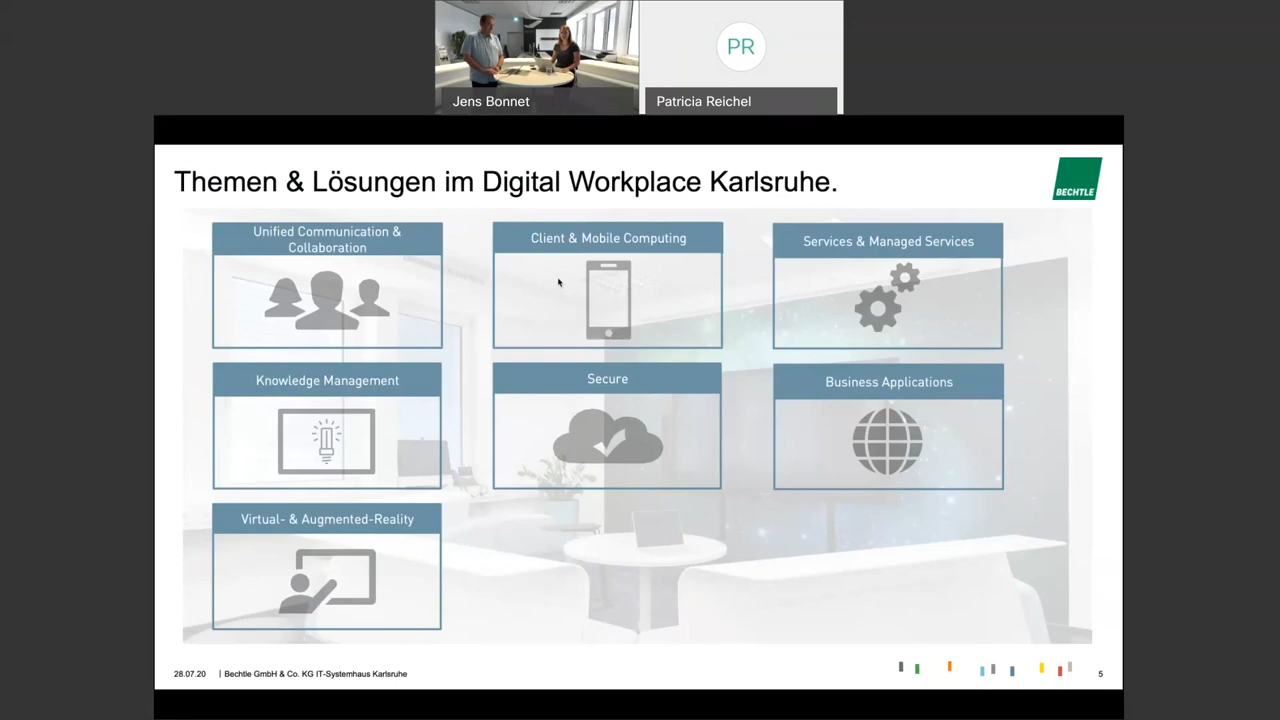 PR
Jens Bonnet
Patricia Reichel
Themen & Lösungen im Digital Workplace Karlsruhe.
BECHTLE
Unified Communication &
Collaboration
Client & Mobile Computing
Services & Managed Services
Knowledge Management
Secure
Business Applications
Virtual- & Augmented-Reality
28.07.20 | Bechtle GmbH & Co. KG IT-Systemhaus Karlsruhe
5